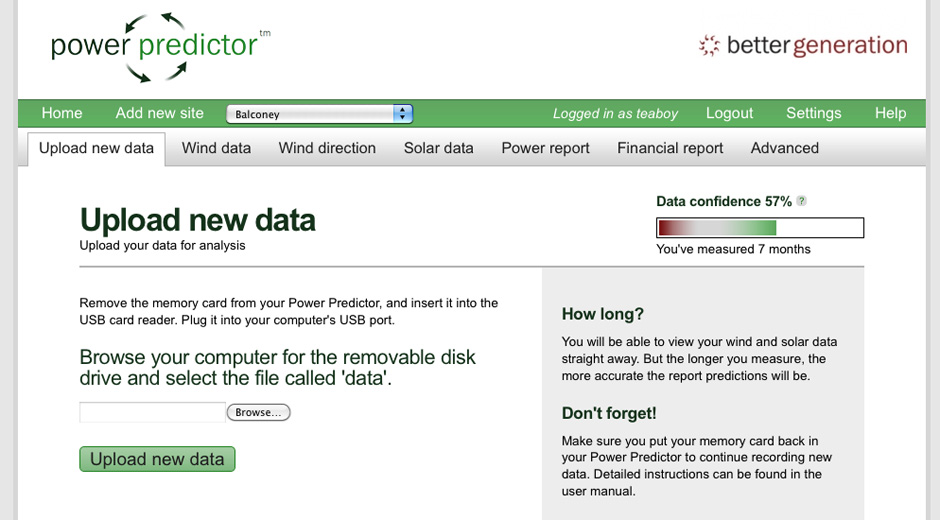 power predictor™
better generation
Home Add new site Balconey Logged in as teaboy Logout Settings Help
Upload new data Wind data Wind direction Solar data Power report Financial report Advanced
Upload new data
Upload your data for analysis
Data confidence 57% ?
You've measured 7 months
Remove the memory card from your Power Predictor, and insert it into the
USB card reader. Plug it into your computer's USB port.
Browse your computer for the removable disk
drive and select the file called 'data'.
Browse...
Upload new data
How long?
You will be able to view your wind and solar data
straight away. But the longer you measure, the
more accurate the report predictions will be.
Don't forget!
Make sure you put your memory card back in
your Power Predictor to continue recording new
data. Detailed instructions can be found in the
user manual.